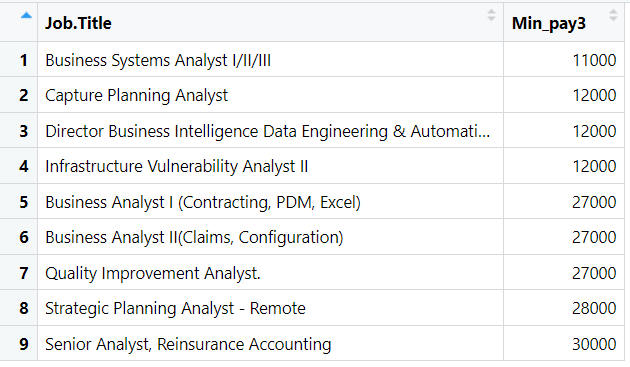 Job.Title Min_pay3
1 Business Systems Analyst I/II/III 11000
2 Capture Planning Analyst 12000
3 Director Business Intelligence Data Engineering & Automati... 12000
4 Infrastructure Vulnerability Analyst II 12000
5 Business Analyst I (Contracting, PDM, Excel) 27000
6 Business Analyst II(Claims, Configuration) 27000
7 Quality Improvement Analyst. 27000
8 Strategic Planning Analyst - Remote 28000
9 Senior Analyst, Reinsurance Accounting 30000